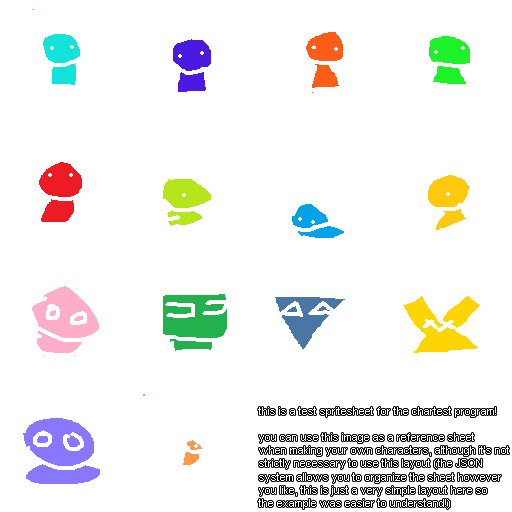 this is a test spritesheet for the chartest program!
you can use this image as a reference sheet
when making your own characters, although it's not
strictly necessary to use this layout (the JSON
system allows you to organize the sheet however
you like, this is just a very simple layout here so
the example was easier to understand!)